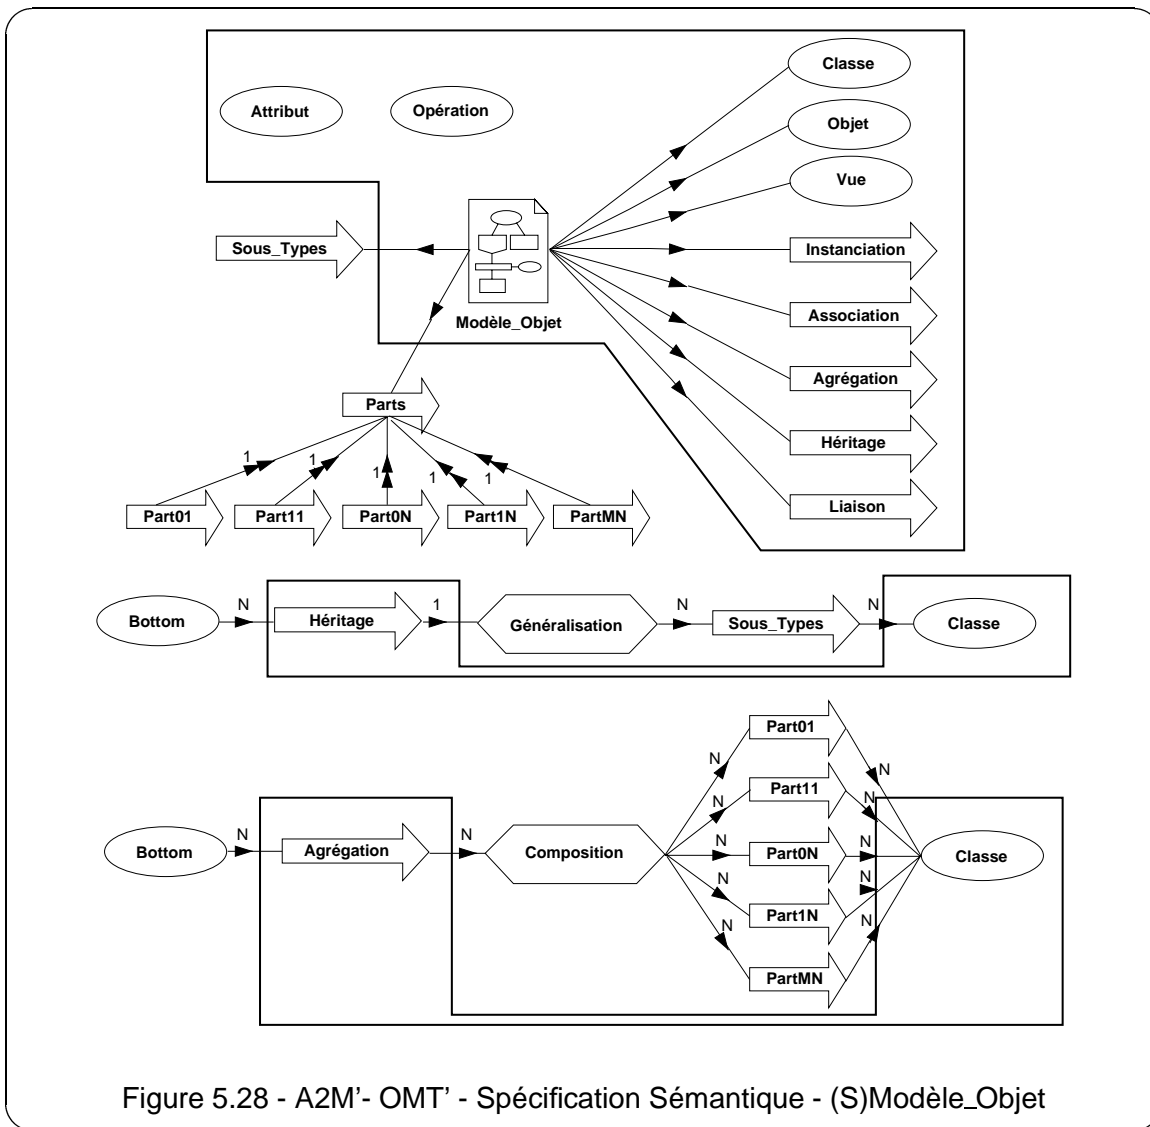 Classe
Attribut
Opération
Objet
Vue
Sous_Types
Instanciation
Association
Modèle_Objet
Agrégation
Parts
Héritage
1 1 1 1 1
Liaison
Part01 Part11 Part0N Part1N PartMN
N 1 N N
Bottom Héritage Généralisation Sous_Types Classe
Part01
N N
Part11
N N
N N
Bottom Agrégation Composition N Part0N N Classe
N N
Part1N
N N
PartMN
Figure 5.28 - A2M'- OMT' - Spécification Sémantique - (S)Modèle_Objet